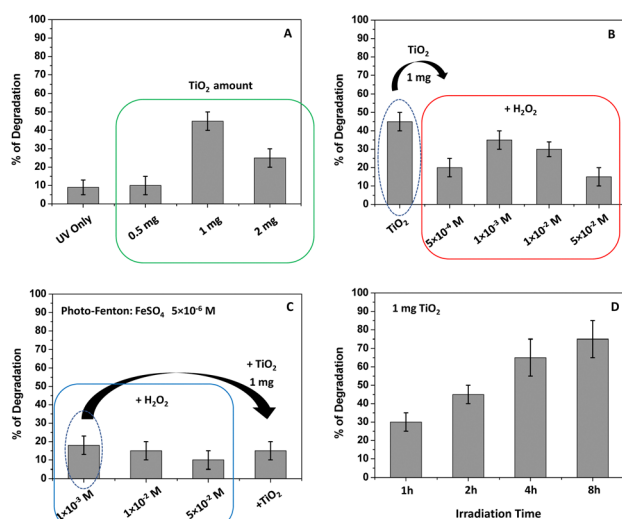 A
100
90
80
70
60
50
40
30
20
10
0
% of Degradation
TiO₂ amount
UV Only
0.5 mg
1 mg
2 mg
B
100
90
80
70
60
50
40
30
20
10
0
% of Degradation
TiO₂
1 mg
+ H₂O₂
TiO₂
5×10⁻⁴ M
1×10⁻³ M
1×10⁻² M
5×10⁻² M
C
100
90
80
70
60
50
40
30
20
10
0
% of Degradation
Photo-Fenton: FeSO₄ 5×10⁻⁶ M
+ TiO₂
1 mg
+ H₂O₂
1×10⁻³ M
1×10⁻² M
5×10⁻² M
+TiO₂
D
100
90
80
70
60
50
40
30
20
10
0
% of Degradation
1 mg TiO₂
1h
2h
4h
8h
Irradiation Time